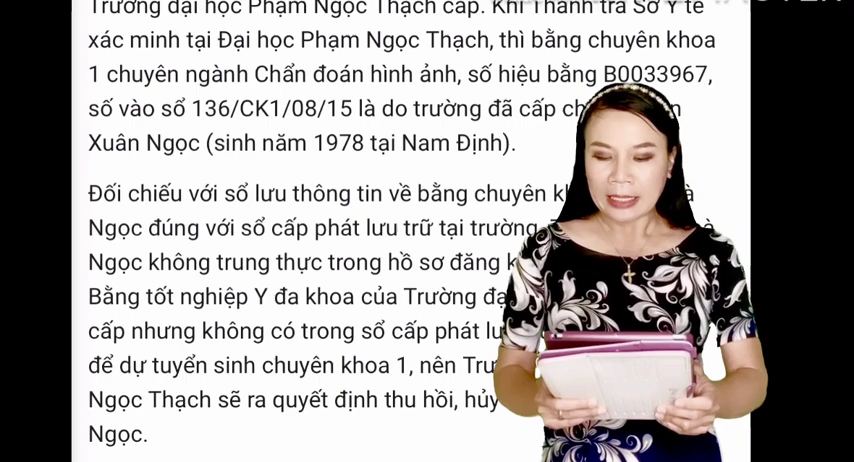 Trường đại học Phạm Ngọc Thạch cấp. Khi Thanh tra Sở Y tế
xác minh tại Đại học Phạm Ngọc Thạch, thì bằng chuyên khoa
1 chuyên ngành Chẩn đoán hình ảnh, số hiệu bằng B0033967,
số vào sổ 136/CK1/08/15 là do trường đã cấp
Xuân Ngọc (sinh năm 1978 tại Nam Định).
Đối chiếu với sổ lưu thông tin về bằng chuyên
Ngọc đúng với sổ cấp phát lưu trữ tại trường.
Ngọc không trung thực trong hồ sơ đăng
Bằng tốt nghiệp Y đa khoa của Trường
cấp nhưng không có trong sổ cấp phát
để dự tuyển sinh chuyên khoa 1, nên
Ngọc Thạch sẽ ra quyết định thu hồi, hủy
Ngọc.